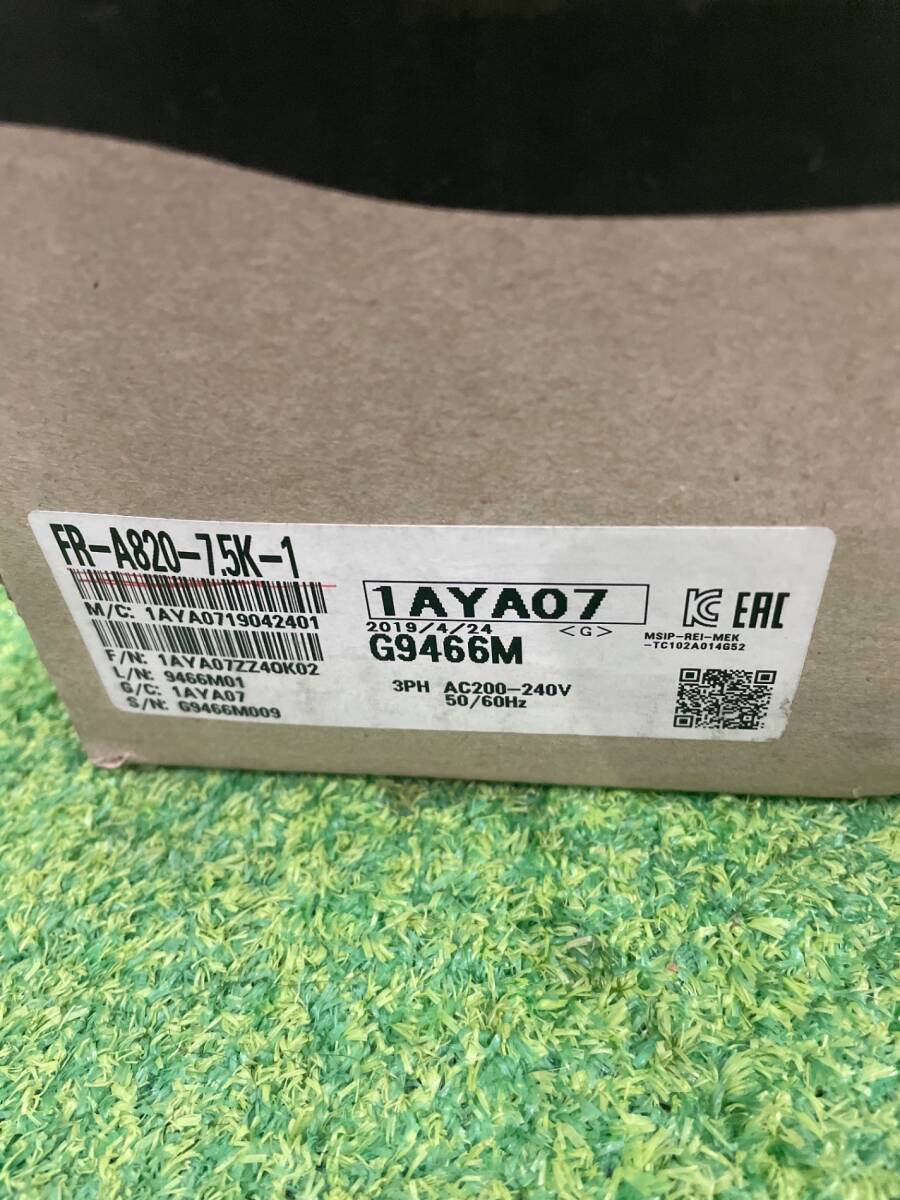 FR-A820-7.5K-1
M/C: 1AYA0719042401
F/N: 1AYA07ZZ40K02
L/N: 9466M01
G/C: 1AYA07
S/N: G9466M009
1AYA07
2019/4/24 <G>
G9466M
3PH AC200-240V
50/60Hz
KC EAC
MSIP-REI-MEK
-TC102A014G52